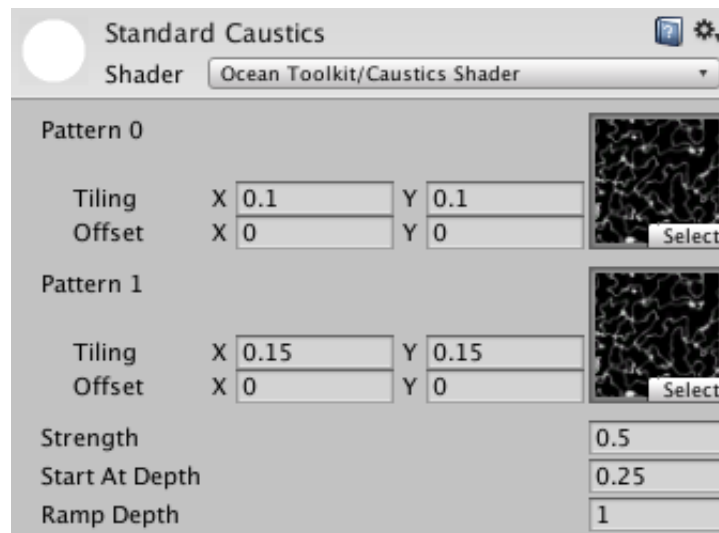 Standard Caustics
Shader Ocean Toolkit/Caustics Shader
Pattern 0
Tiling X 0.1 Y 0.1
Offset X 0 Y 0
Select
Pattern 1
Tiling X 0.15 Y 0.15
Offset X 0 Y 0
Select
Strength 0.5
Start At Depth 0.25
Ramp Depth 1